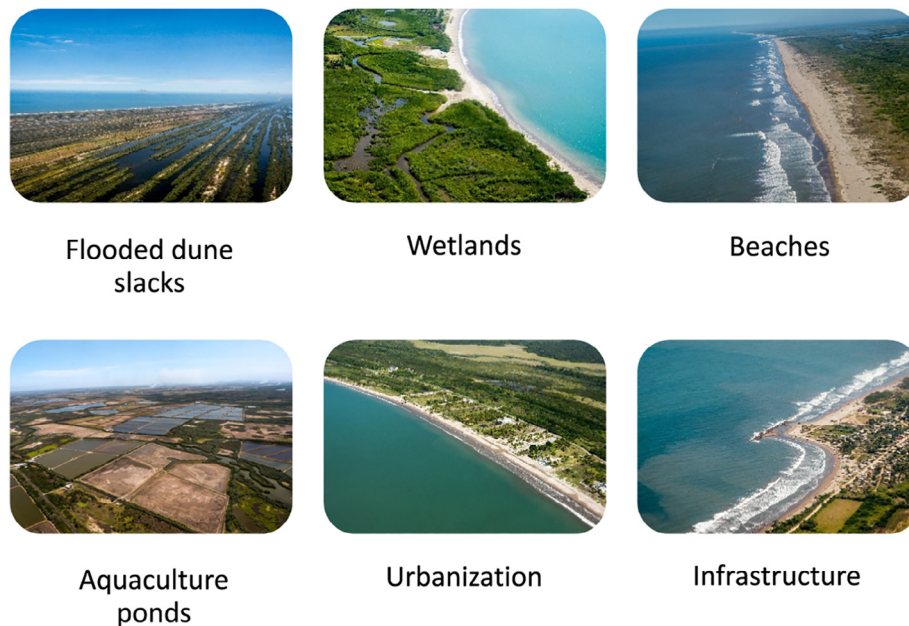 Flooded dune
slacks
Wetlands
Beaches
Aquaculture
ponds
Urbanization
Infrastructure